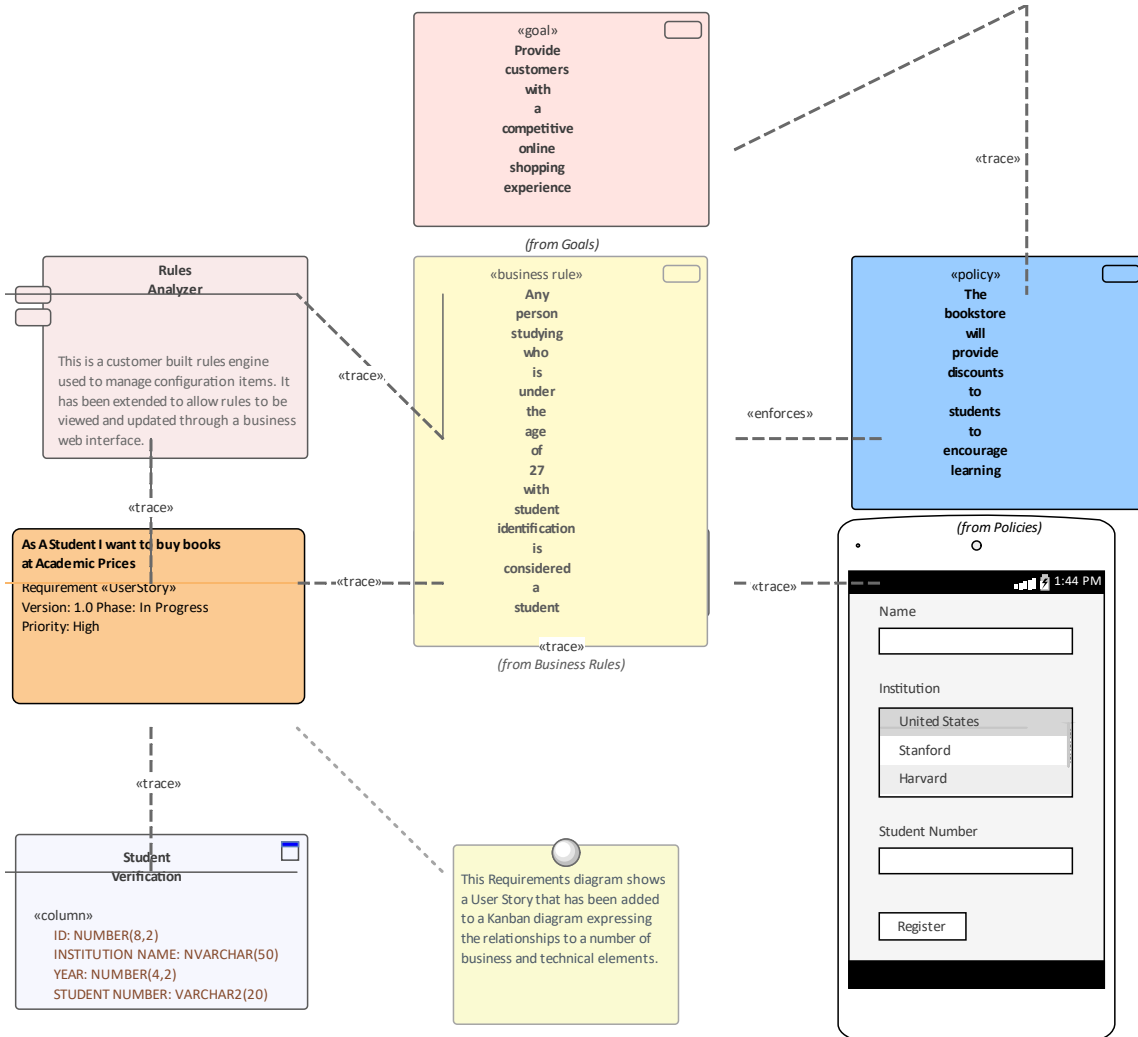 «goal»
Provide
customers
with
a
competitive
online
shopping
experience
«trace»
(from Goals)
Rules
Analyzer
This is a customer built rules engine
used to manage configuration items. It
has been extended to allow rules to be
viewed and updated through a business
web interface.
«trace»
«business rule»
Any
person
studying
who
is
under
the
age
of
27
with
student
identification
is
considered
a
student
«trace»
(from Business Rules)
«enforces»
«policy»
The
bookstore
will
provide
discounts
to
students
to
encourage
learning
(from Policies)
«trace»
As A Student I want to buy books
at Academic Prices
Requirement «UserStory»
Version: 1.0 Phase: In Progress
Priority: High
«trace»
«trace»
1:44 PM
Name
Institution
United States
Stanford
Harvard
Student Number
Register
«trace»
Student
Verification
«column»
ID: NUMBER(8,2)
INSTITUTION NAME: NVARCHAR(50)
YEAR: NUMBER(4,2)
STUDENT NUMBER: VARCHAR2(20)
This Requirements diagram shows
a User Story that has been added
to a Kanban diagram expressing
the relationships to a number of
business and technical elements.